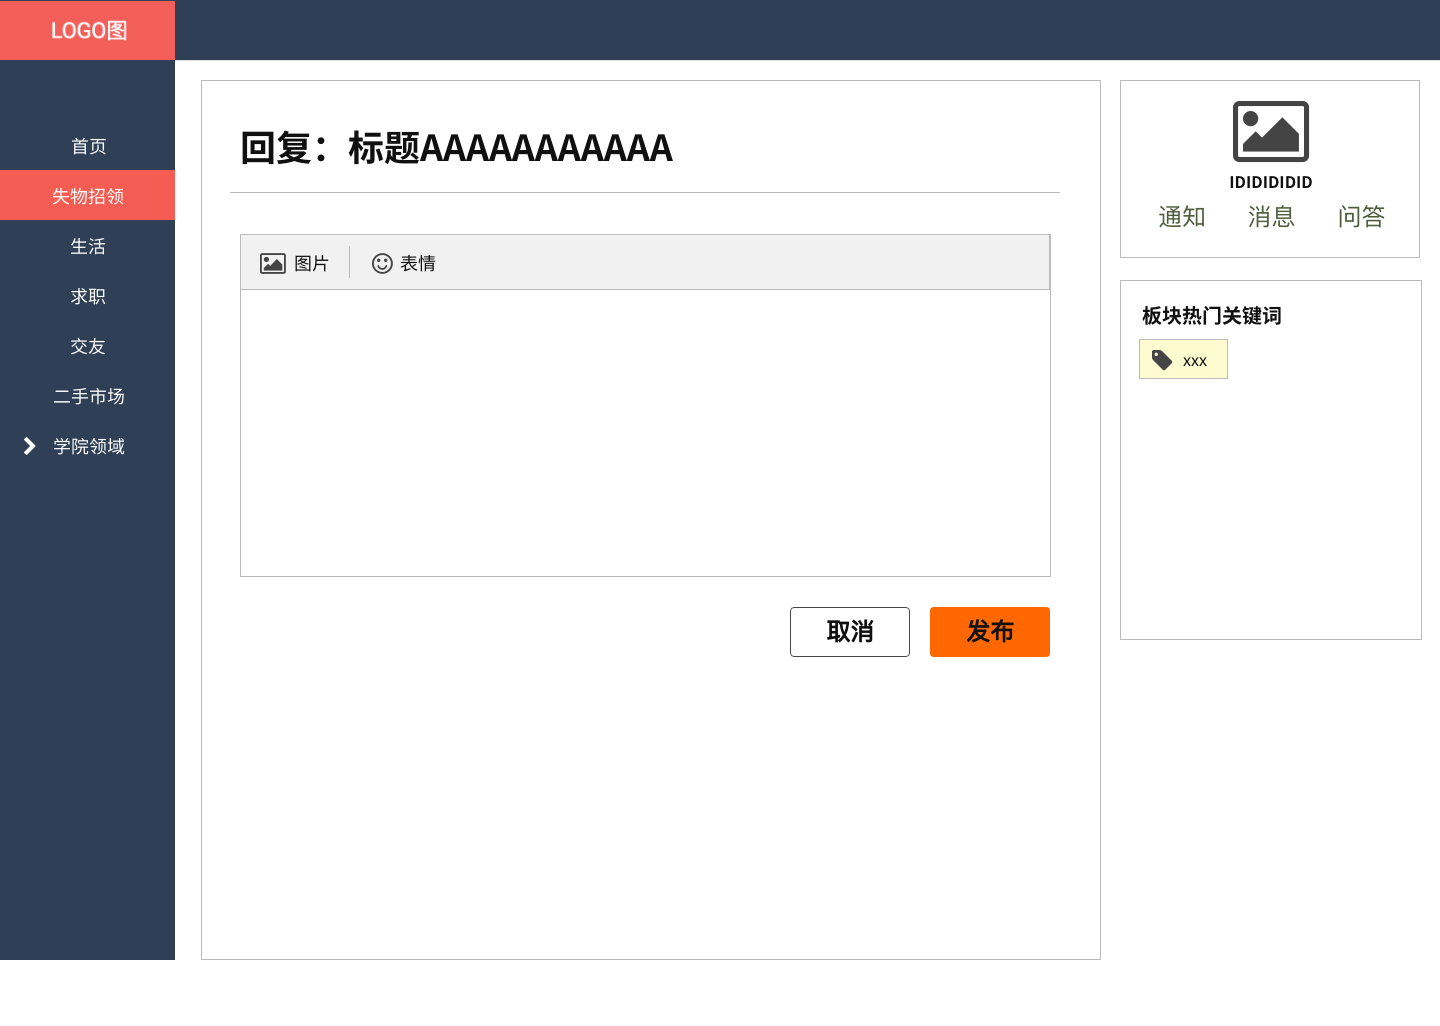 LOGO图
首页
失物招领
生活
求职
交友
二手市场
学院领域
回复：标题AAAAAAAAAAA
图片
表情
取消
发布
IDIDIDIDID
通知 消息 问答
板块热门关键词
xxx